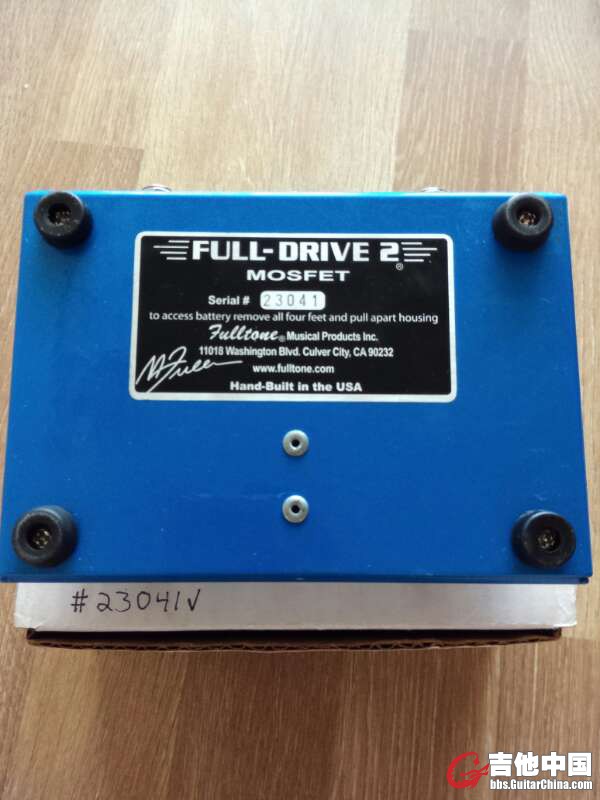 FULL-DRIVE 2®
MOSFET
Serial # 23041
to access battery remove all four feet and pull apart housing
Fulltone® Musical Products Inc.
11018 Washington Blvd. Culver City, CA 90232
www.fulltone.com
M. Fuller
Hand-Built in the USA
#23041√
吉他中国
bbs.GuitarChina.com